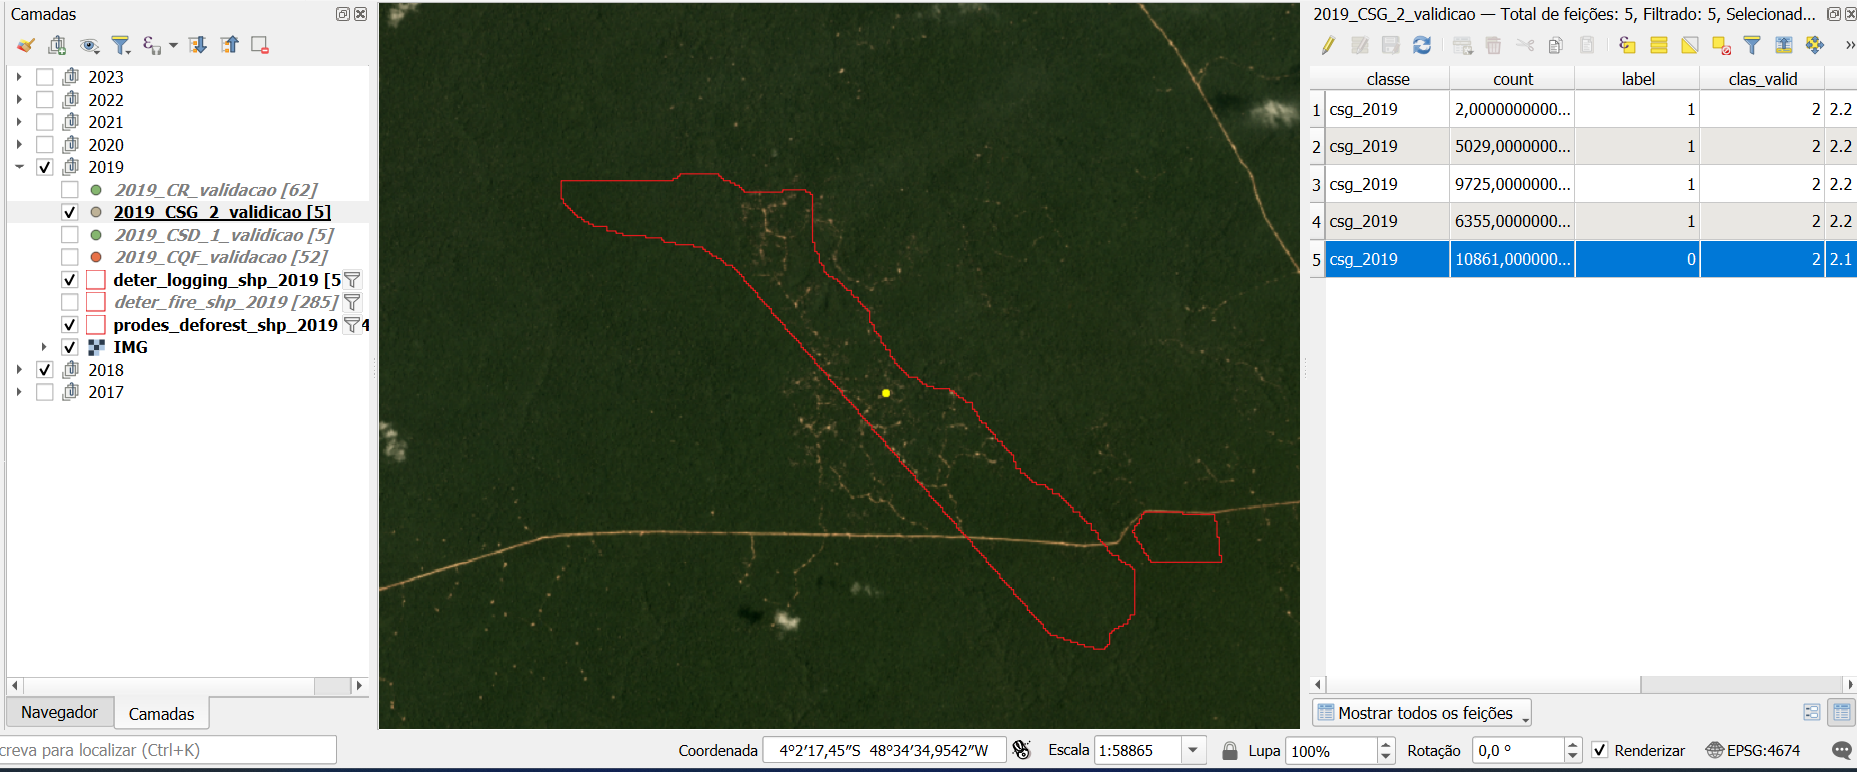 Camadas
2023
2022
2021
2020
2019
2019_CR_validacao [62]
2019_CSG_2_validicao [5]
2019_CSD_1_validicao [5]
2019_CQF_validacao [52]
deter_logging_shp_2019 [5
deter_fire_shp_2019 [285]
prodes_deforest_shp_2019 4
IMG
2018
2017
Navegador
Camadas
creva para localizar (Ctrl+K)
2019_CSG_2_validicao — Total de feições: 5, Filtrado: 5, Selecionad...
»
classe count label clas_valid
1 csg_2019 2,0000000000... 1 2 2.2
2 csg_2019 5029,0000000... 1 2 2.2
3 csg_2019 9725,0000000... 1 2 2.2
4 csg_2019 6355,0000000... 1 2 2.2
5 csg_2019 10861,000000... 0 2 2.1
Mostrar todos os feições
Coordenada 4°2'17,45"S 48°34'34,9542"W Escala 1:58865 Lupa 100% Rotação 0,0 ° Renderizar EPSG:4674